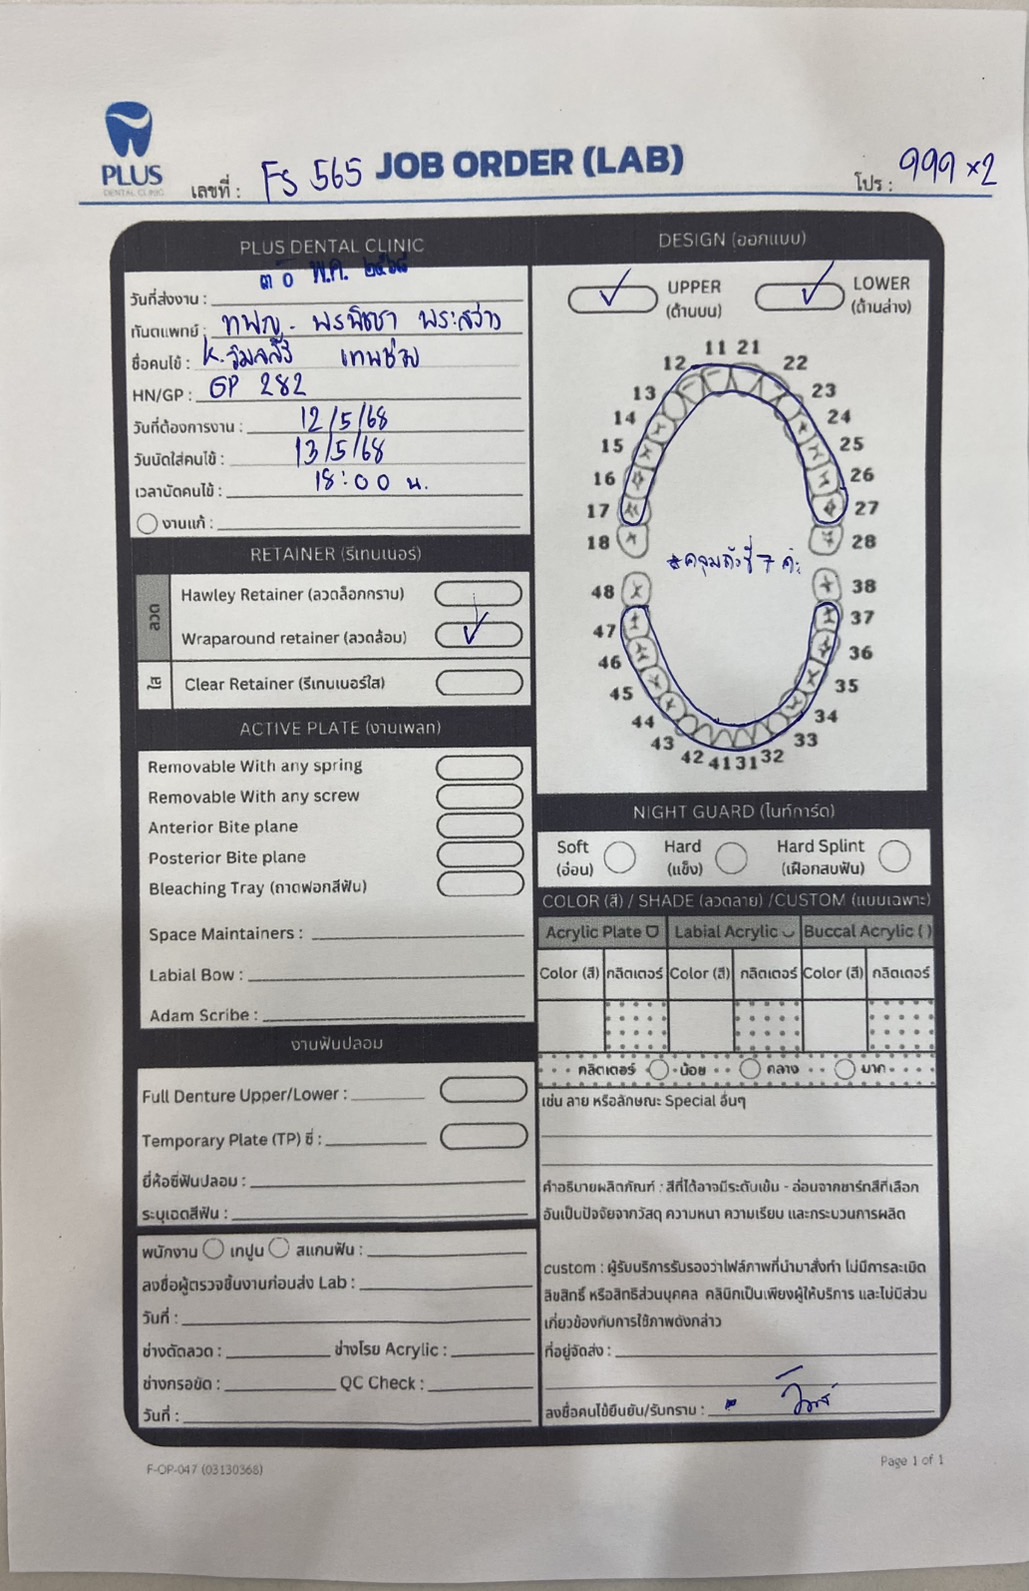 PLUS
DENTAL CLINIC
เลขที่ : FS 565 JOB ORDER (LAB) โปร : 999 ×2
PLUS DENTAL CLINIC
วันที่ส่งงาน : ๓๐ พ.ค. ๒๕๖๘
ทันตแพทย์ : ทพญ. พรพิชชา พระสว่าง
ชื่อคนไข้ : K. วิมลสิริ เทพช่วย
HN/GP : GP 282
วันที่ต้องการงาน : 12/5/68
วันนัดใส่คนไข้ : 13/5/68
เวลานัดคนไข้ : 18:00 น.
งานแก้ :
RETAINER (รีเทนเนอร์)
ลวด
Hawley Retainer (ลวดล็อกกราม)
Wraparound retainer (ลวดล้อม)
ใส
Clear Retainer (รีเทนเนอร์ใส)
ACTIVE PLATE (งานเพลท)
Removable With any spring
Removable With any screw
Anterior Bite plane
Posterior Bite plane
Bleaching Tray (ถาดฟอกสีฟัน)
Space Maintainers :
Labial Bow :
Adam Scribe :
งานฟันปลอม
Full Denture Upper/Lower :
Temporary Plate (TP) ซี่ :
ยี่ห้อซี่ฟันปลอม :
ระบุเฉดสีฟัน :
พนักงาน เทปูน สแกนฟัน :
ลงชื่อผู้ตรวจชิ้นงานก่อนส่ง Lab :
วันที่ :
ช่างดัดลวด : ช่างโรย Acrylic :
ช่างกรอขัด : QC Check :
วันที่ :
DESIGN (ออกแบบ)
UPPER (ด้านบน)
LOWER (ด้านล่าง)
11 21
12 22
13 23
14 24
15 25
16 26
17 27
18 28
*คลุมถึงซี่ 7 ค่ะ
48 38
47 37
46 36
45 35
44 34
43 33
42 41 31 32
NIGHT GUARD (ไนท์การ์ด)
Soft (อ่อน) Hard (แข็ง) Hard Splint (เฝือกสบฟัน)
COLOR (สี) / SHADE (ลวดลาย) /CUSTOM (แบบเฉพาะ)
Acrylic Plate Labial Acrylic Buccal Acrylic ( )
Color (สี) กลิตเตอร์ Color (สี) กลิตเตอร์ Color (สี) กลิตเตอร์
กลิตเตอร์ น้อย กลาง มาก
เช่น ลาย หรือลักษณะ Special อื่นๆ
คำอธิบายผลิตภัณฑ์ : สีที่ได้อาจมีระดับเข้ม - อ่อนจากชาร์ทสีที่เลือก
อันเป็นปัจจัยจากวัสดุ ความหนา ความเรียบ และกระบวนการผลิต
custom : ผู้รับบริการรับรองว่าไฟล์ภาพที่นำมาสั่งทำ ไม่มีการละเมิด
ลิขสิทธิ์ หรือสิทธิส่วนบุคคล คลินิกเป็นเพียงผู้ให้บริการ และไม่มีส่วน
เกี่ยวข้องกับการใช้ภาพดังกล่าว
ที่อยู่จัดส่ง :
ลงชื่อคนไข้ยืนยัน/รับทราบ :
F-OP-047 (03130368)
Page 1 of 1